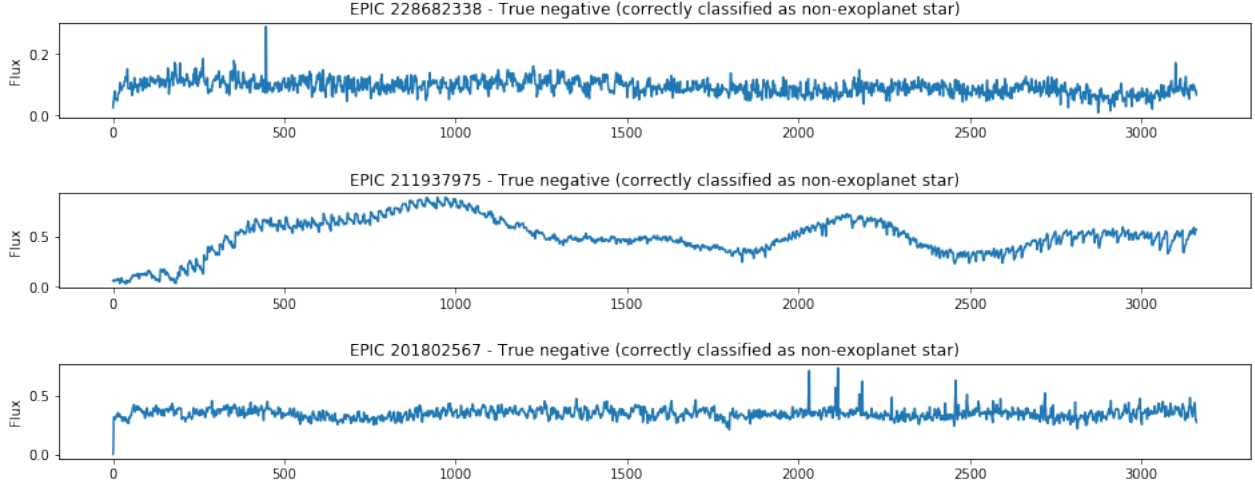 EPIC 228682338 - True negative (correctly classified as non-exoplanet star)
Flux
0.2
0.0
0 500 1000 1500 2000 2500 3000
EPIC 211937975 - True negative (correctly classified as non-exoplanet star)
Flux
0.5
0.0
0 500 1000 1500 2000 2500 3000
EPIC 201802567 - True negative (correctly classified as non-exoplanet star)
Flux
0.5
0.0
0 500 1000 1500 2000 2500 3000